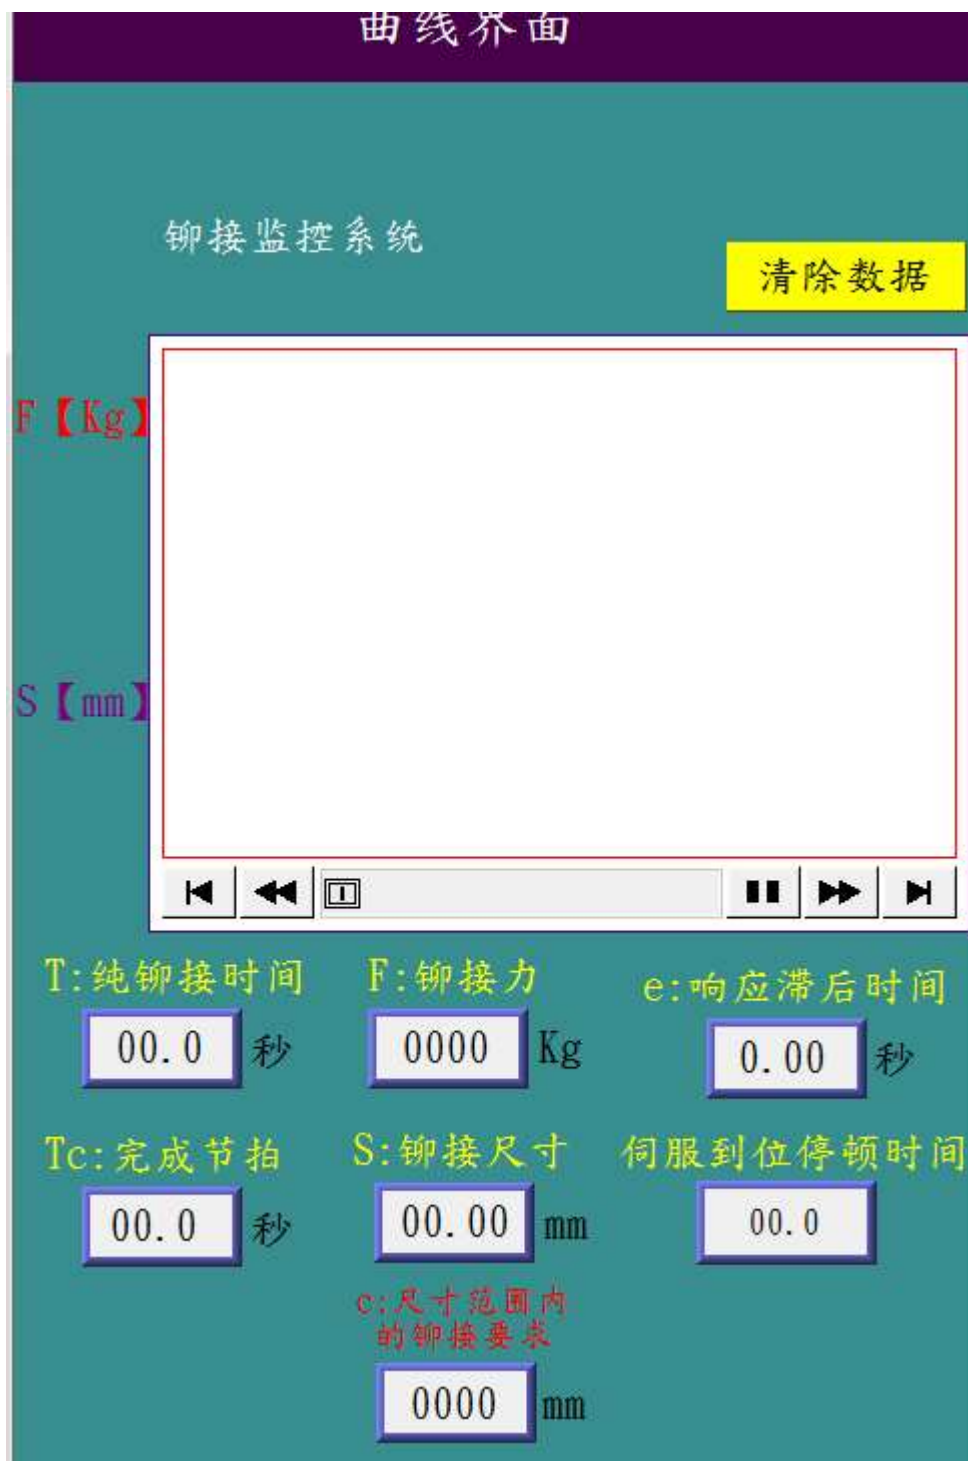 曲线界面
铆接监控系统
清除数据
F【Kg】
S【mm】
T:纯铆接时间
F:铆接力
e:响应滞后时间
00.0 秒
0000 Kg
0.00 秒
Tc:完成节拍
S:铆接尺寸
伺服到位停顿时间
00.0 秒
00.00 mm
00.0
c:尺寸范围内
的铆接要求
0000 mm